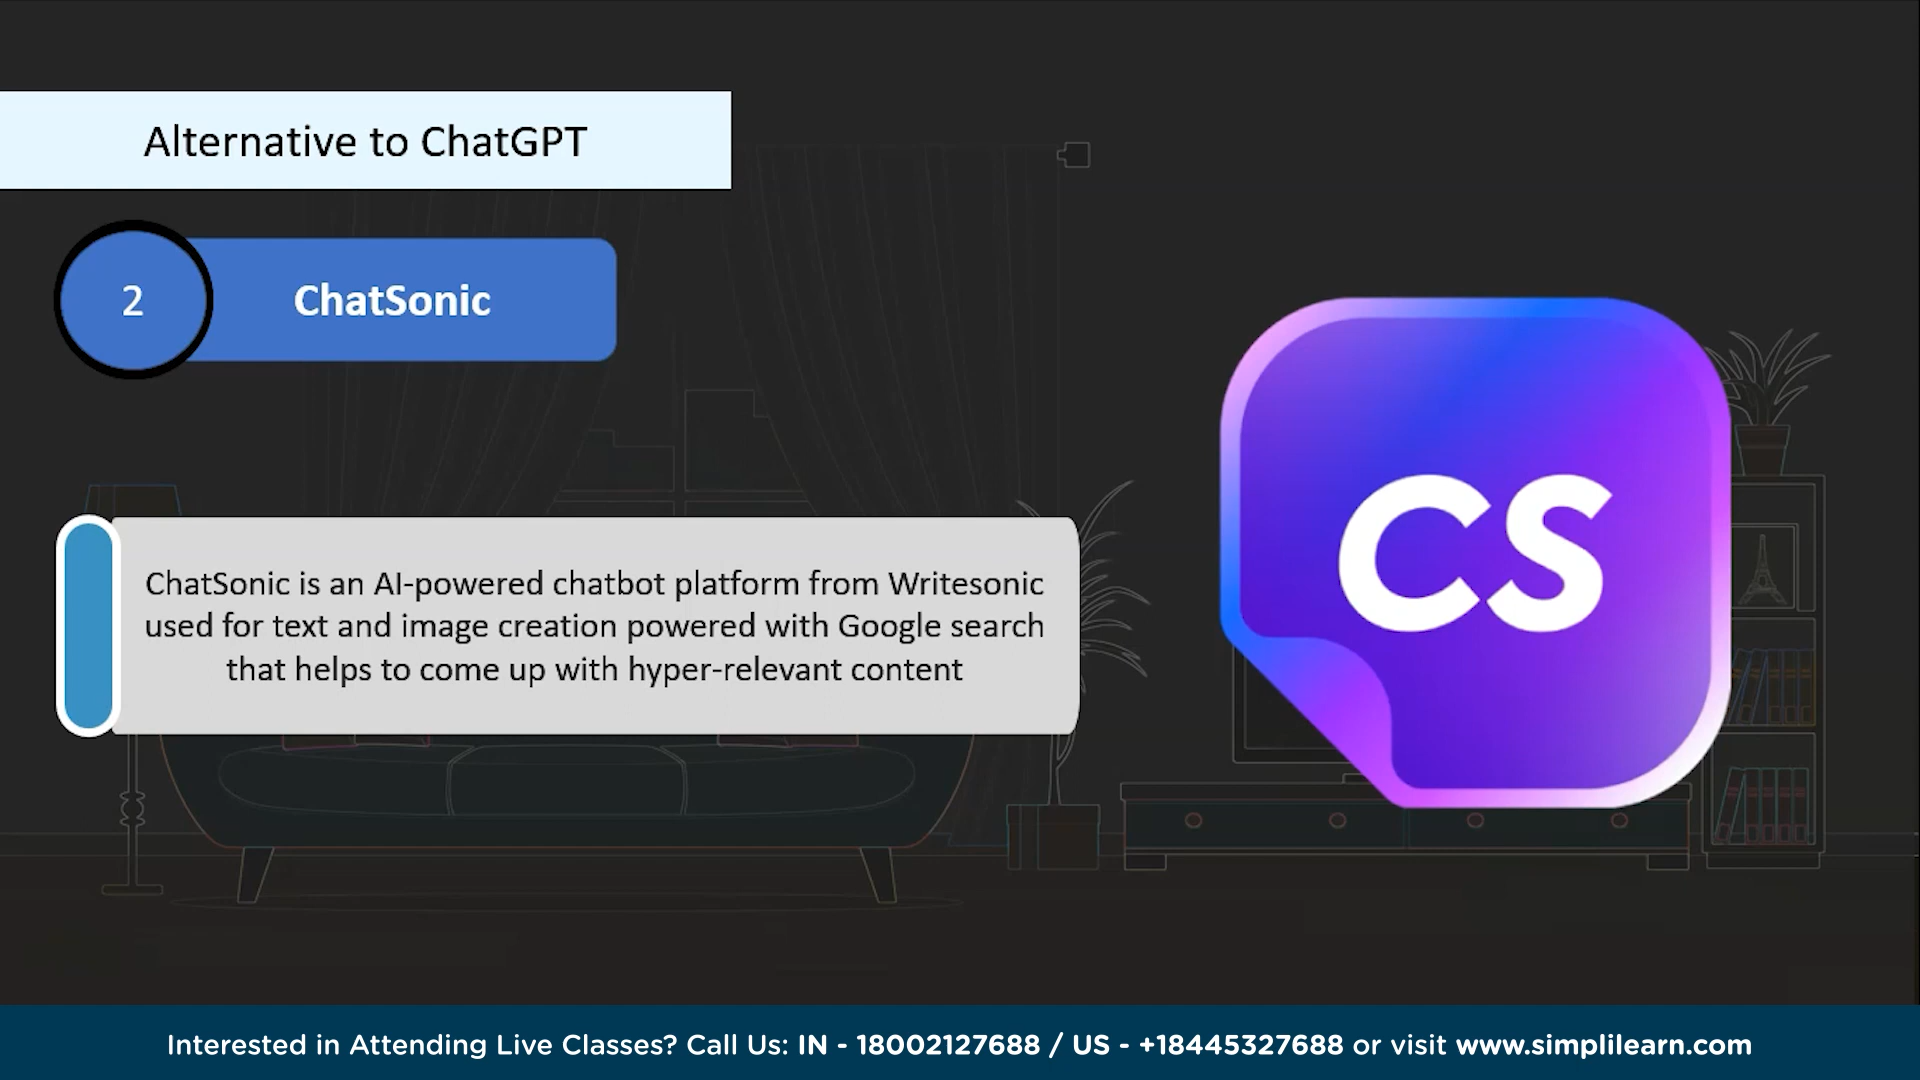 Alternative to ChatGPT
2
ChatSonic
ChatSonic is an AI-powered chatbot platform from Writesonic
used for text and image creation powered with Google search
that helps to come up with hyper-relevant content
CS
Interested in Attending Live Classes? Call Us: IN - 18002127688 / US - +18445327688 or visit www.simplilearn.com